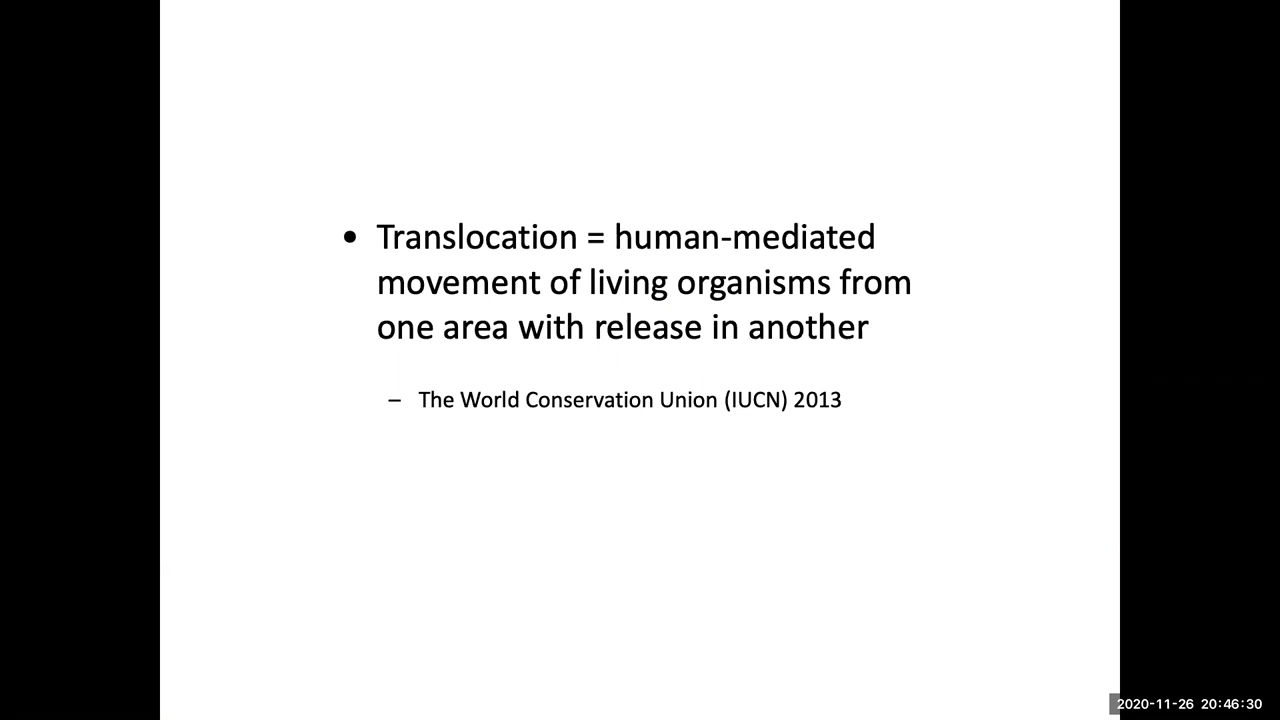 • Translocation = human-mediated
movement of living organisms from
one area with release in another
– The World Conservation Union (IUCN) 2013
2020-11-26 20:46:30